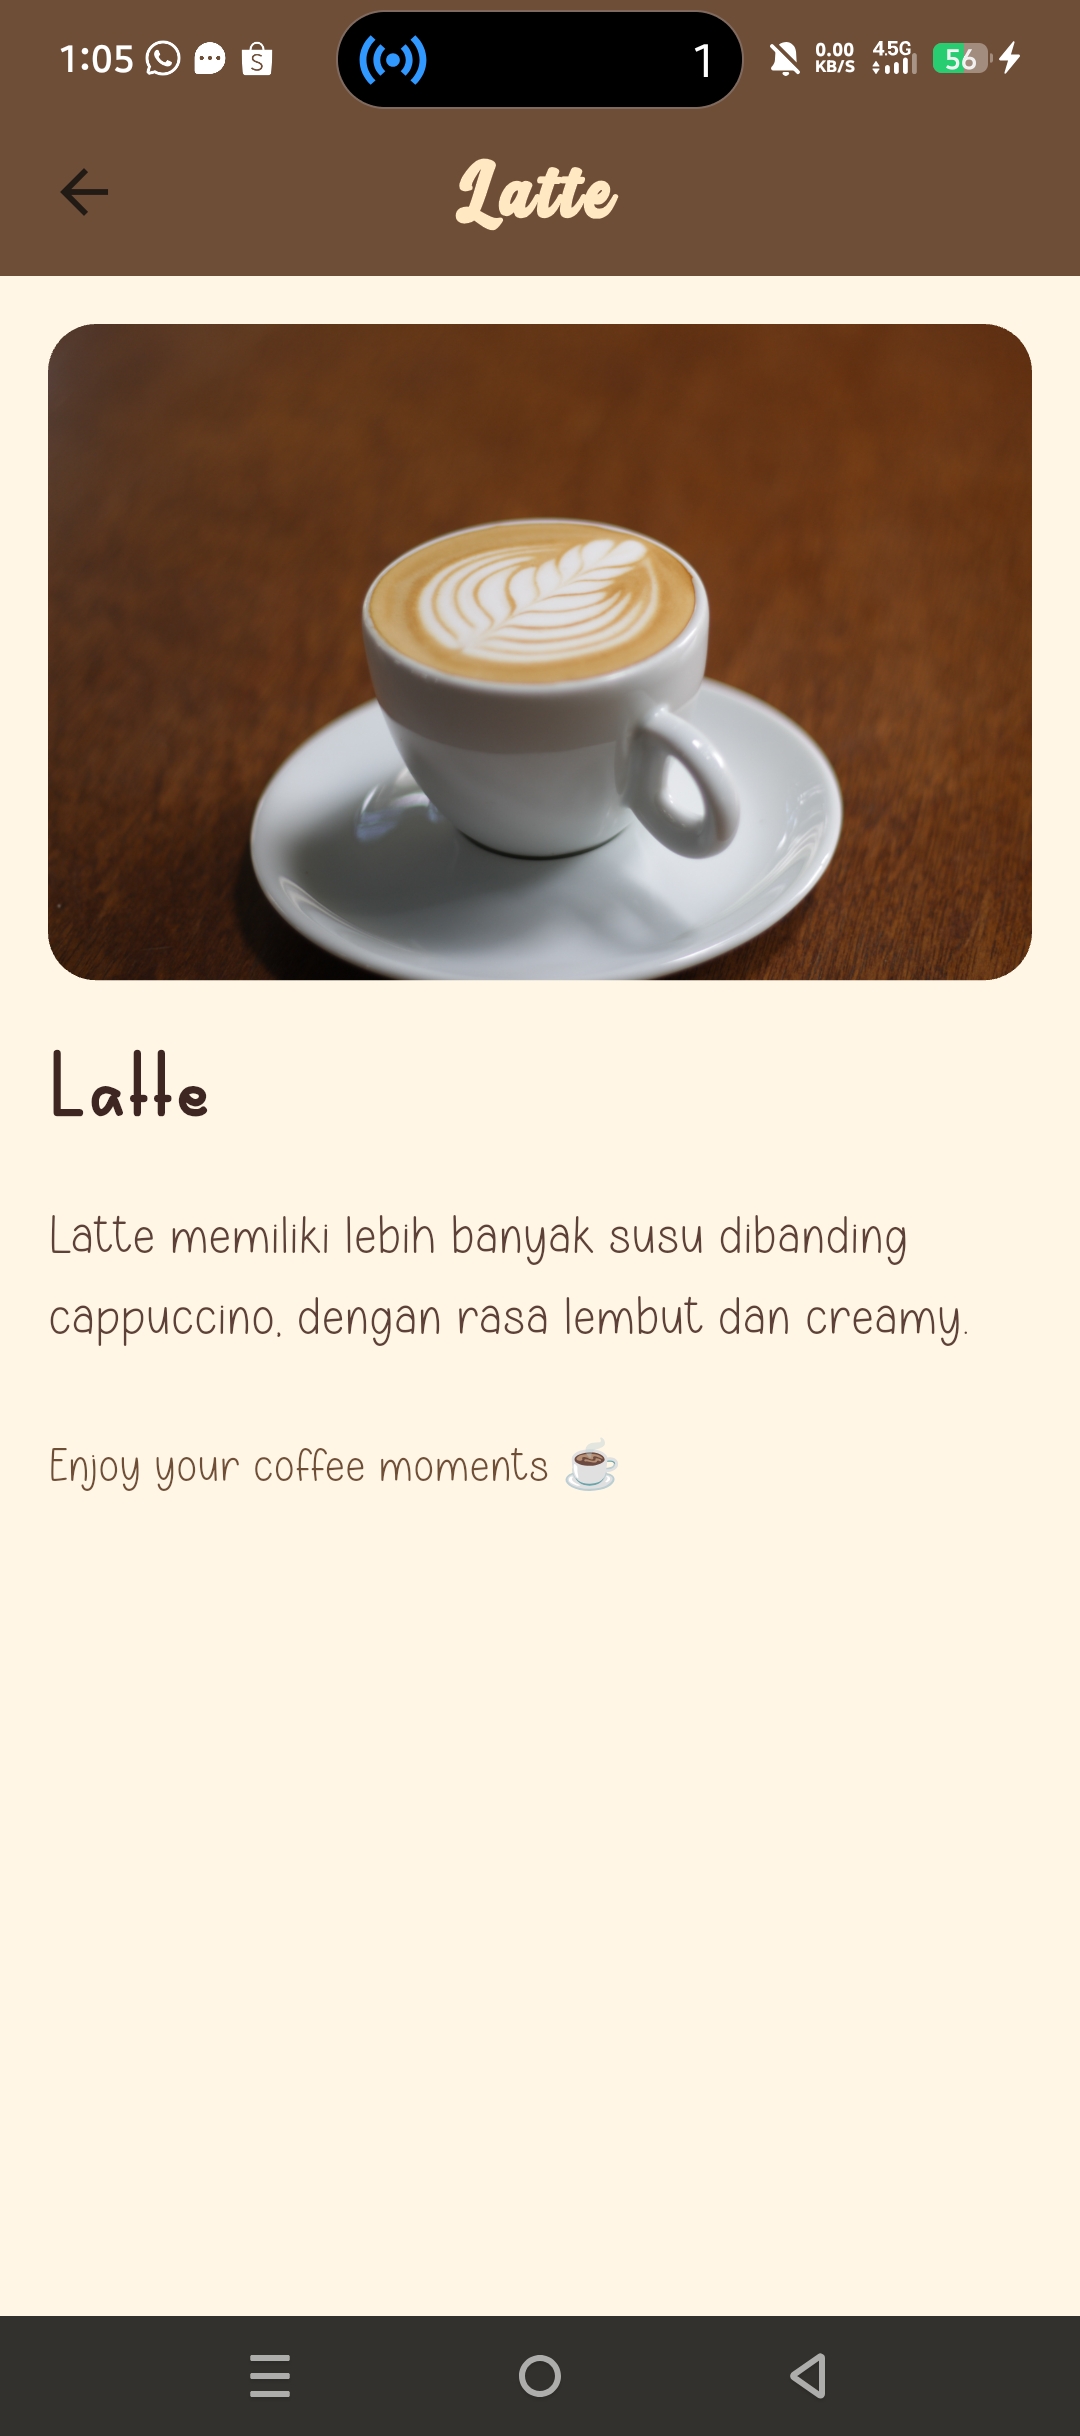 1:05
1
0.00
KB/S
4.5G
56
Latte
Latte
Latte memiliki lebih banyak susu dibanding
cappuccino, dengan rasa lembut dan creamy.
Enjoy your coffee moments ☕